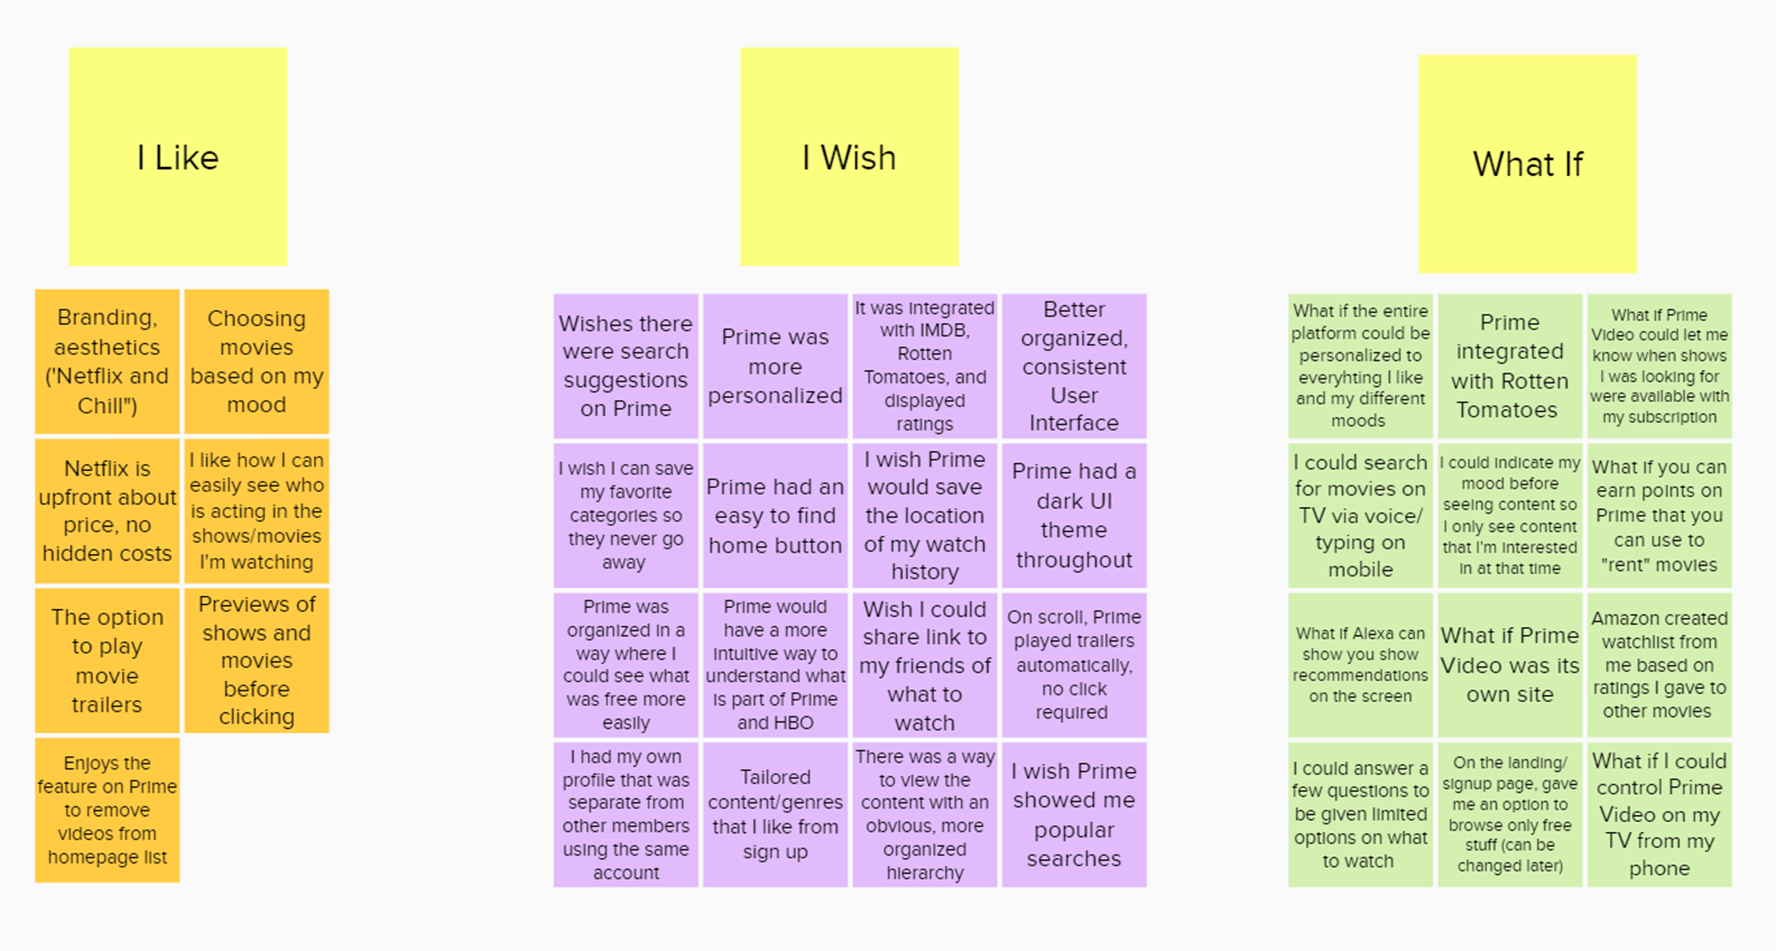 I Like
Branding,
aesthetics
('Netflix and
Chill")
Choosing
movies
based on my
mood
Netflix is
upfront about
price, no
hidden costs
I like how I can
easily see who
is acting in the
shows/movies
I'm watching
The option
to play
movie
trailers
Previews of
shows and
movies
before
clicking
Enjoys the
feature on Prime
to remove
videos from
homepage list
I Wish
Wishes there
were search
suggestions
on Prime
Prime was
more
personalized
It was integrated
with IMDB,
Rotten
Tomatoes, and
displayed
ratings
Better
organized,
consistent
User
Interface
I wish I can save
my favorite
categories so
they never go
away
Prime had an
easy to find
home button
I wish Prime
would save
the location
of my watch
history
Prime had a
dark UI
theme
throughout
Prime was
organized in a
way where I
could see what
was free more
easily
Prime would
have a more
intuitive way to
understand what
is part of Prime
and HBO
Wish I could
share link to
my friends of
what to
watch
On scroll, Prime
played trailers
automatically,
no click
required
I had my own
profile that was
separate from
other members
using the same
account
Tailored
content/genres
that I like from
sign up
There was a way
to view the
content with an
obvious, more
organized
hierarchy
I wish Prime
showed me
popular
searches
What If
What if the entire
platform could be
personalized to
everyhting I like
and my different
moods
Prime
integrated
with Rotten
Tomatoes
What if Prime
Video could let me
know when shows
I was looking for
were available with
my subscription
I could search
for movies on
TV via voice/
typing on
mobile
I could indicate my
mood before
seeing content so
I only see content
that I'm interested
in at that time
What if you can
earn points on
Prime that you
can use to
"rent" movies
What if Alexa can
show you show
recommendations
on the screen
What if Prime
Video was its
own site
Amazon created
watchlist from
me based on
ratings I gave to
other movies
I could answer a
few questions to
be given limited
options on what
to watch
On the landing/
signup page, gave
me an option to
browse only free
stuff (can be
changed later)
What if I could
control Prime
Video on my
TV from my
phone